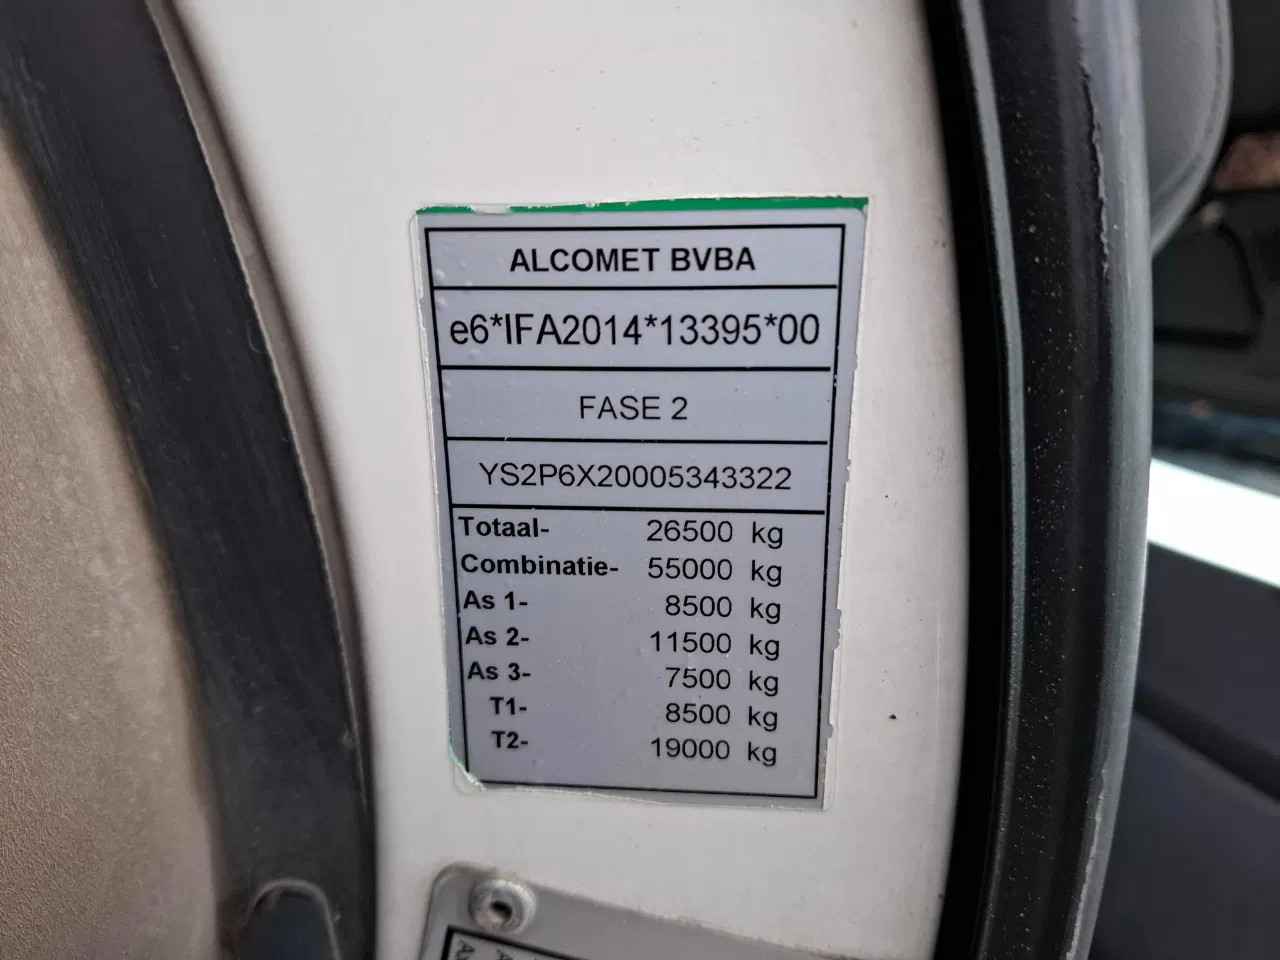 ALCOMET BVBA
e6*IFA2014*13395*00
FASE 2
YS2P6X20005343322
Totaal- 26500 kg
Combinatie- 55000 kg
As 1- 8500 kg
As 2- 11500 kg
As 3- 7500 kg
T1- 8500 kg
T2- 19000 kg